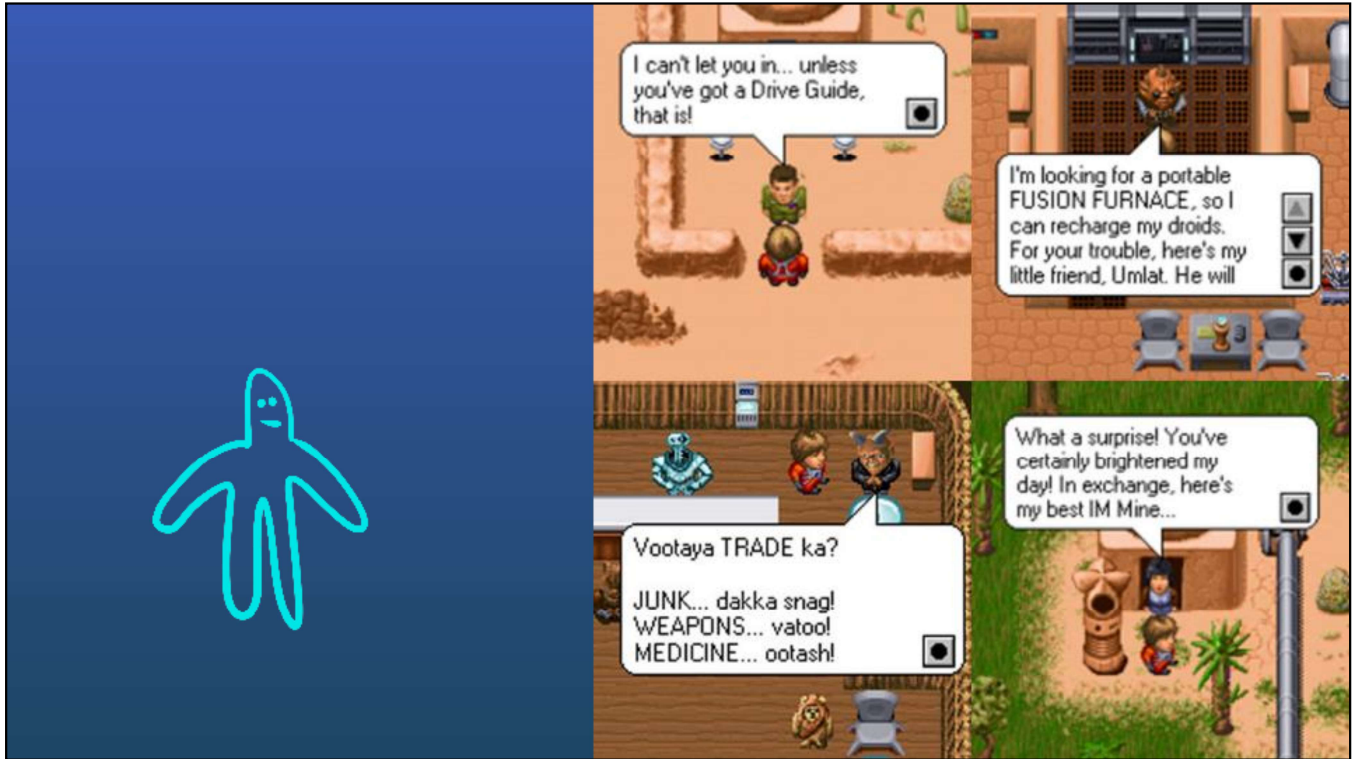 I can't let you in... unless
you've got a Drive Guide,
that is!
I'm looking for a portable
FUSION FURNACE, so I
can recharge my droids.
For your trouble, here's my
little friend, Umlat. He will
Vootaya TRADE ka?
JUNK... dakka snag!
WEAPONS... vatoo!
MEDICINE... ootash!
What a surprise! You've
certainly brightened my
day! In exchange, here's
my best IM Mine...